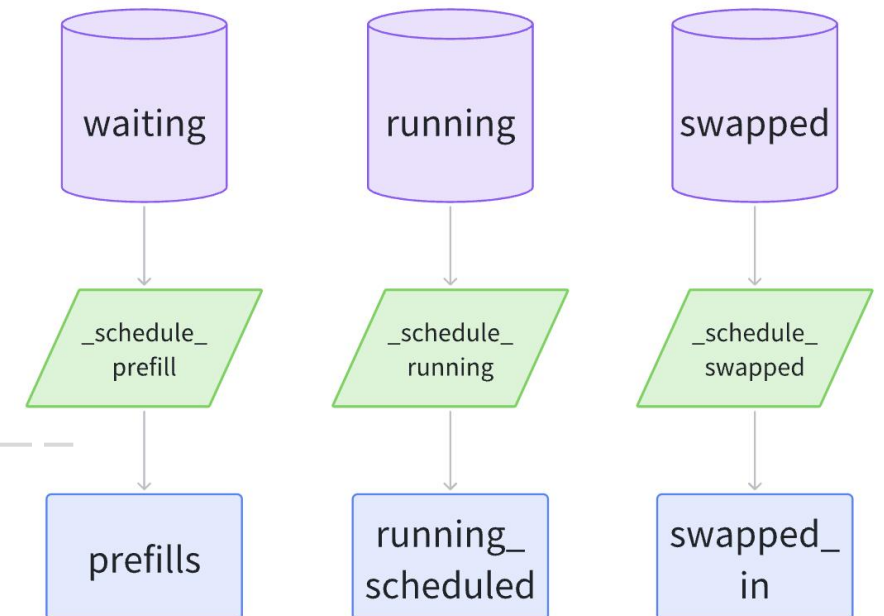 waiting
running
swapped
_schedule_
prefill
_schedule_
running
_schedule_
swapped
prefills
running_
scheduled
swapped_
in